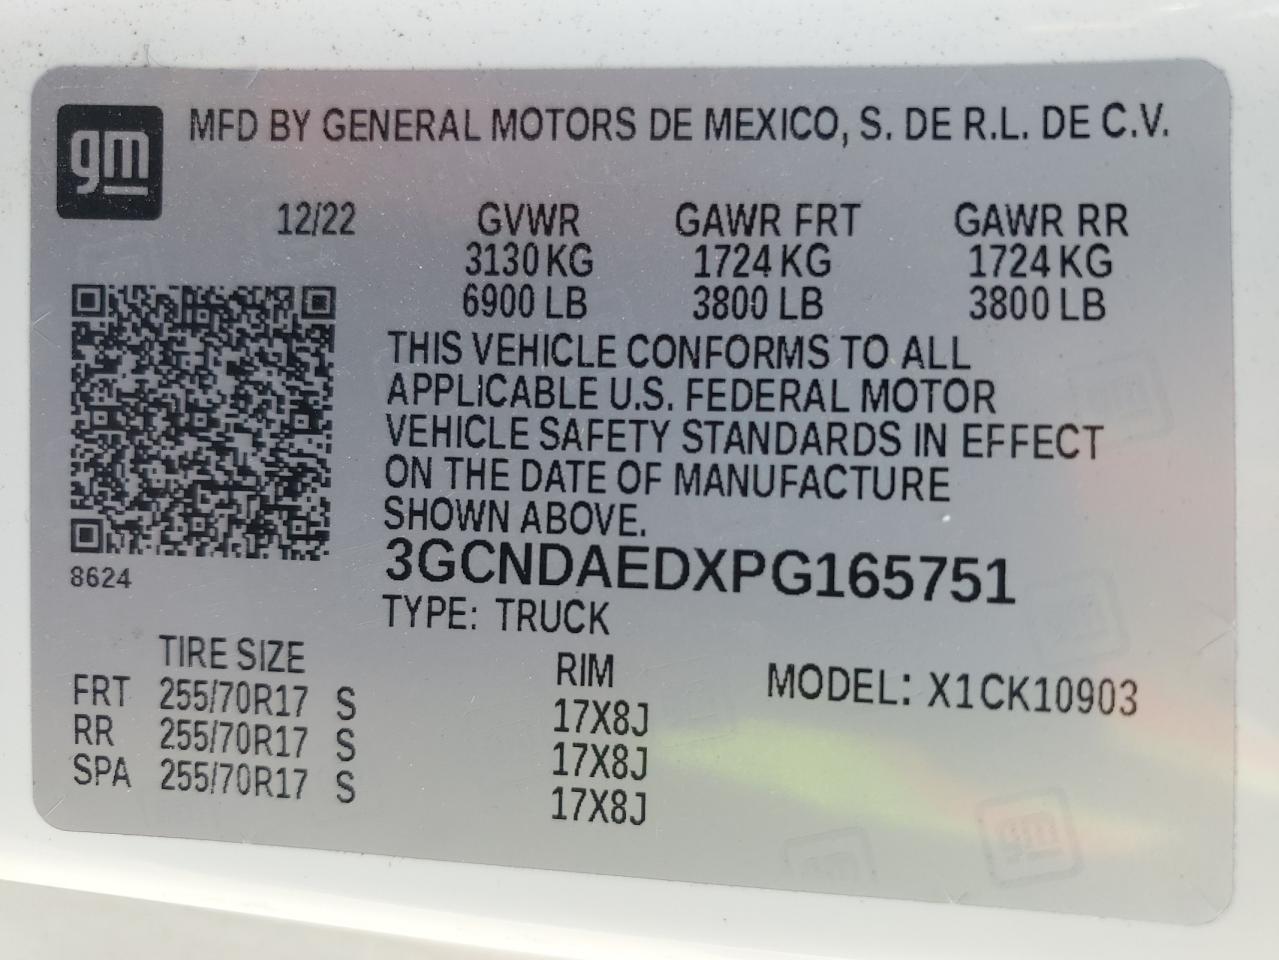 gm MFD BY GENERAL MOTORS DE MEXICO, S. DE R.L. DE C.V.
12/22 GVWR GAWR FRT GAWR RR
3130 KG 1724 KG 1724 KG
6900 LB 3800 LB 3800 LB
THIS VEHICLE CONFORMS TO ALL
APPLICABLE U.S. FEDERAL MOTOR
VEHICLE SAFETY STANDARDS IN EFFECT
ON THE DATE OF MANUFACTURE
SHOWN ABOVE.
3GCNDAEDXPG165751
8624
TYPE: TRUCK
TIRE SIZE RIM MODEL: X1CK10903
FRT 255/70R17 S 17X8J
RR 255/70R17 S 17X8J
SPA 255/70R17 S 17X8J